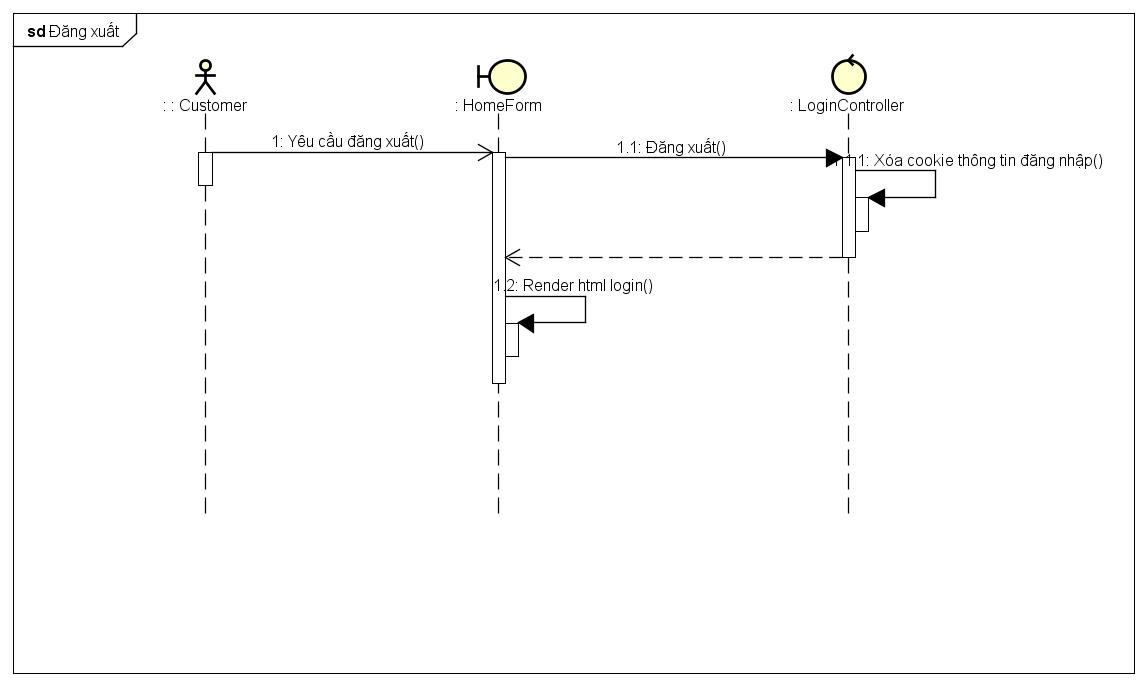 sd Đăng xuất
: : Customer
: HomeForm
: LoginController
1: Yêu cầu đăng xuất()
1.1: Đăng xuất()
1.1.1: Xóa cookie thông tin đăng nhập()
1.2: Render html login()